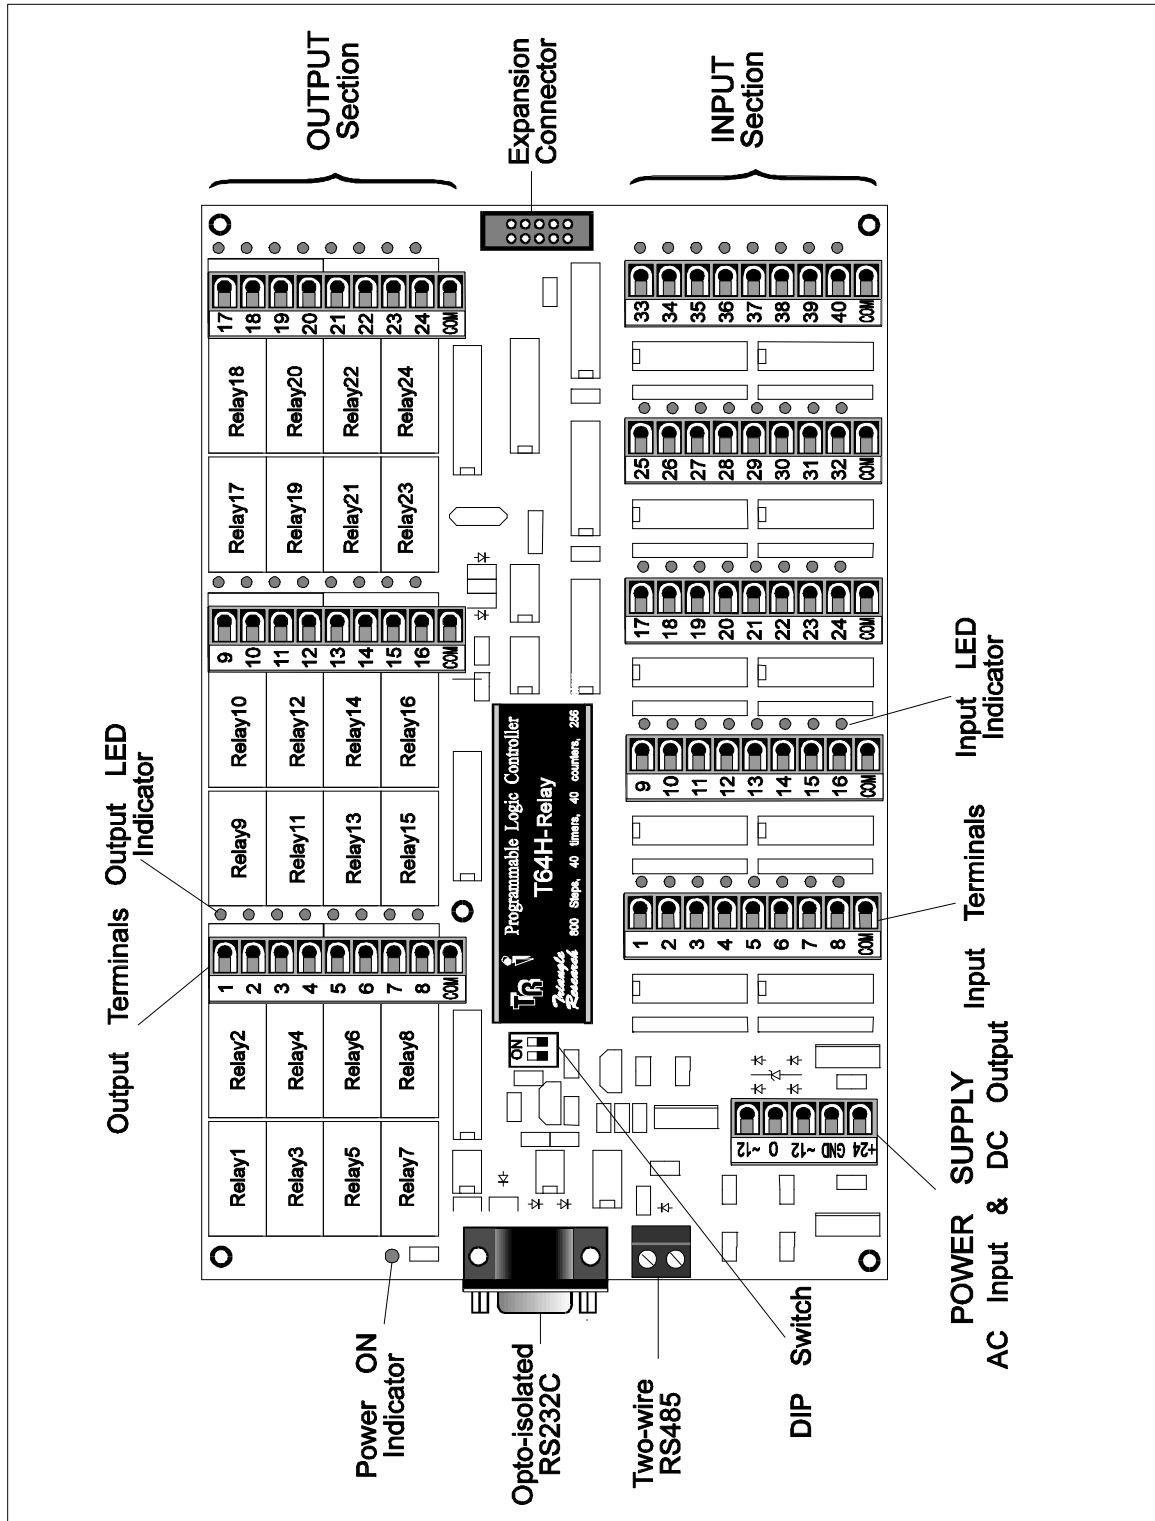 Output Terminals
Output LED
Indicator
OUTPUT
Section
Power ON
Indicator
Relay1
Relay2
Relay3
Relay4
Relay5
Relay6
Relay7
Relay8
1
2
3
4
5
6
7
8
COM
Relay9
Relay10
Relay11
Relay12
Relay13
Relay14
Relay15
Relay16
9
10
11
12
13
14
15
16
COM
Relay17
Relay18
Relay19
Relay20
Relay21
Relay22
Relay23
Relay24
17
18
19
20
21
22
23
24
COM
Opto-isolated
RS232C
Expansion
Connector
ON
TRi
Triangle
Research
Programmable Logic Controller
T64H-Relay
800 Steps, 40 timers, 40 counters, 256
Two-wire
RS485
DIP Switch
INPUT
Section
1
2
3
4
5
6
7
8
COM
9
10
11
12
13
14
15
16
COM
17
18
19
20
21
22
23
24
COM
25
26
27
28
29
30
31
32
COM
33
34
35
36
37
38
39
40
COM
~12
0
~12
GND
+24
POWER SUPPLY
AC Input & DC Output
Input Terminals
Input LED
Indicator